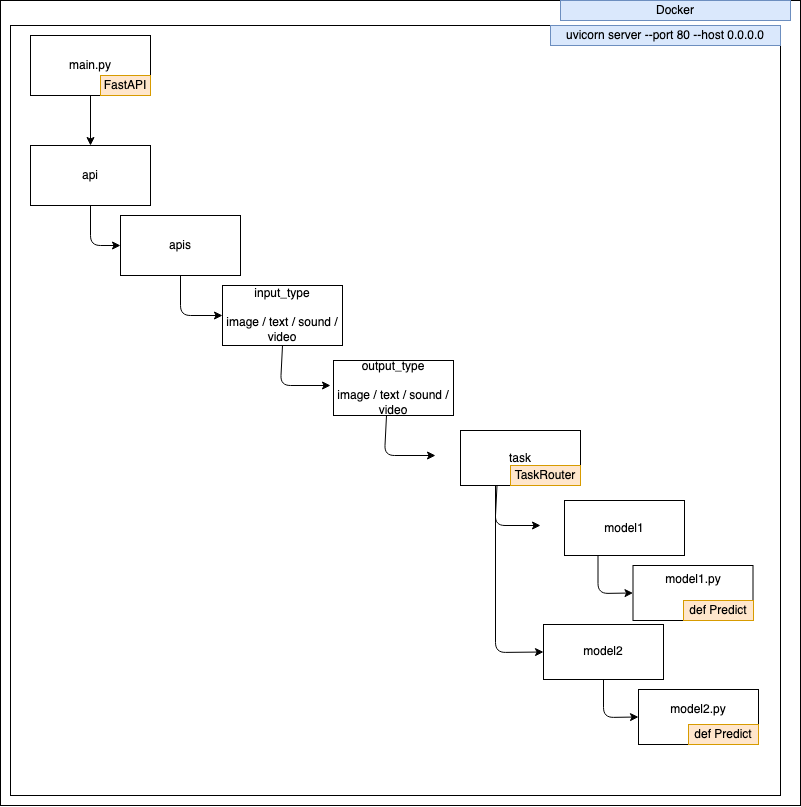 Docker
uvicorn server --port 80 --host 0.0.0.0
main.py
FastAPI
api
apis
input_type
image / text / sound /
video
output_type
image / text / sound /
video
task
TaskRouter
model1
model1.py
def Predict
model2
model2.py
def Predict